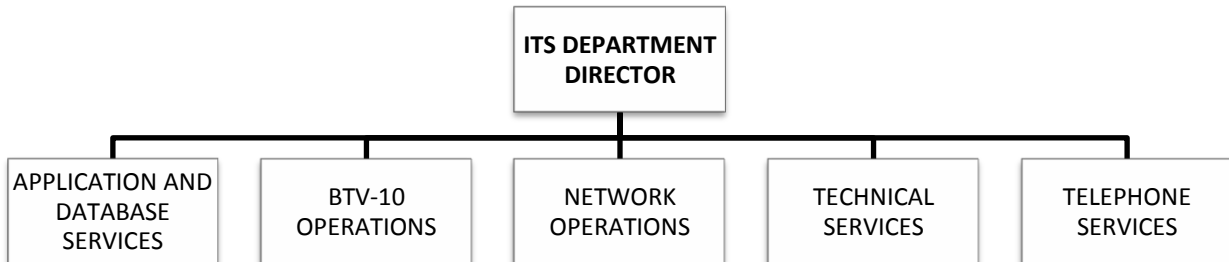 ITS DEPARTMENT
DIRECTOR
APPLICATION AND
DATABASE
SERVICES
BTV-10
OPERATIONS
NETWORK
OPERATIONS
TECHNICAL
SERVICES
TELEPHONE
SERVICES